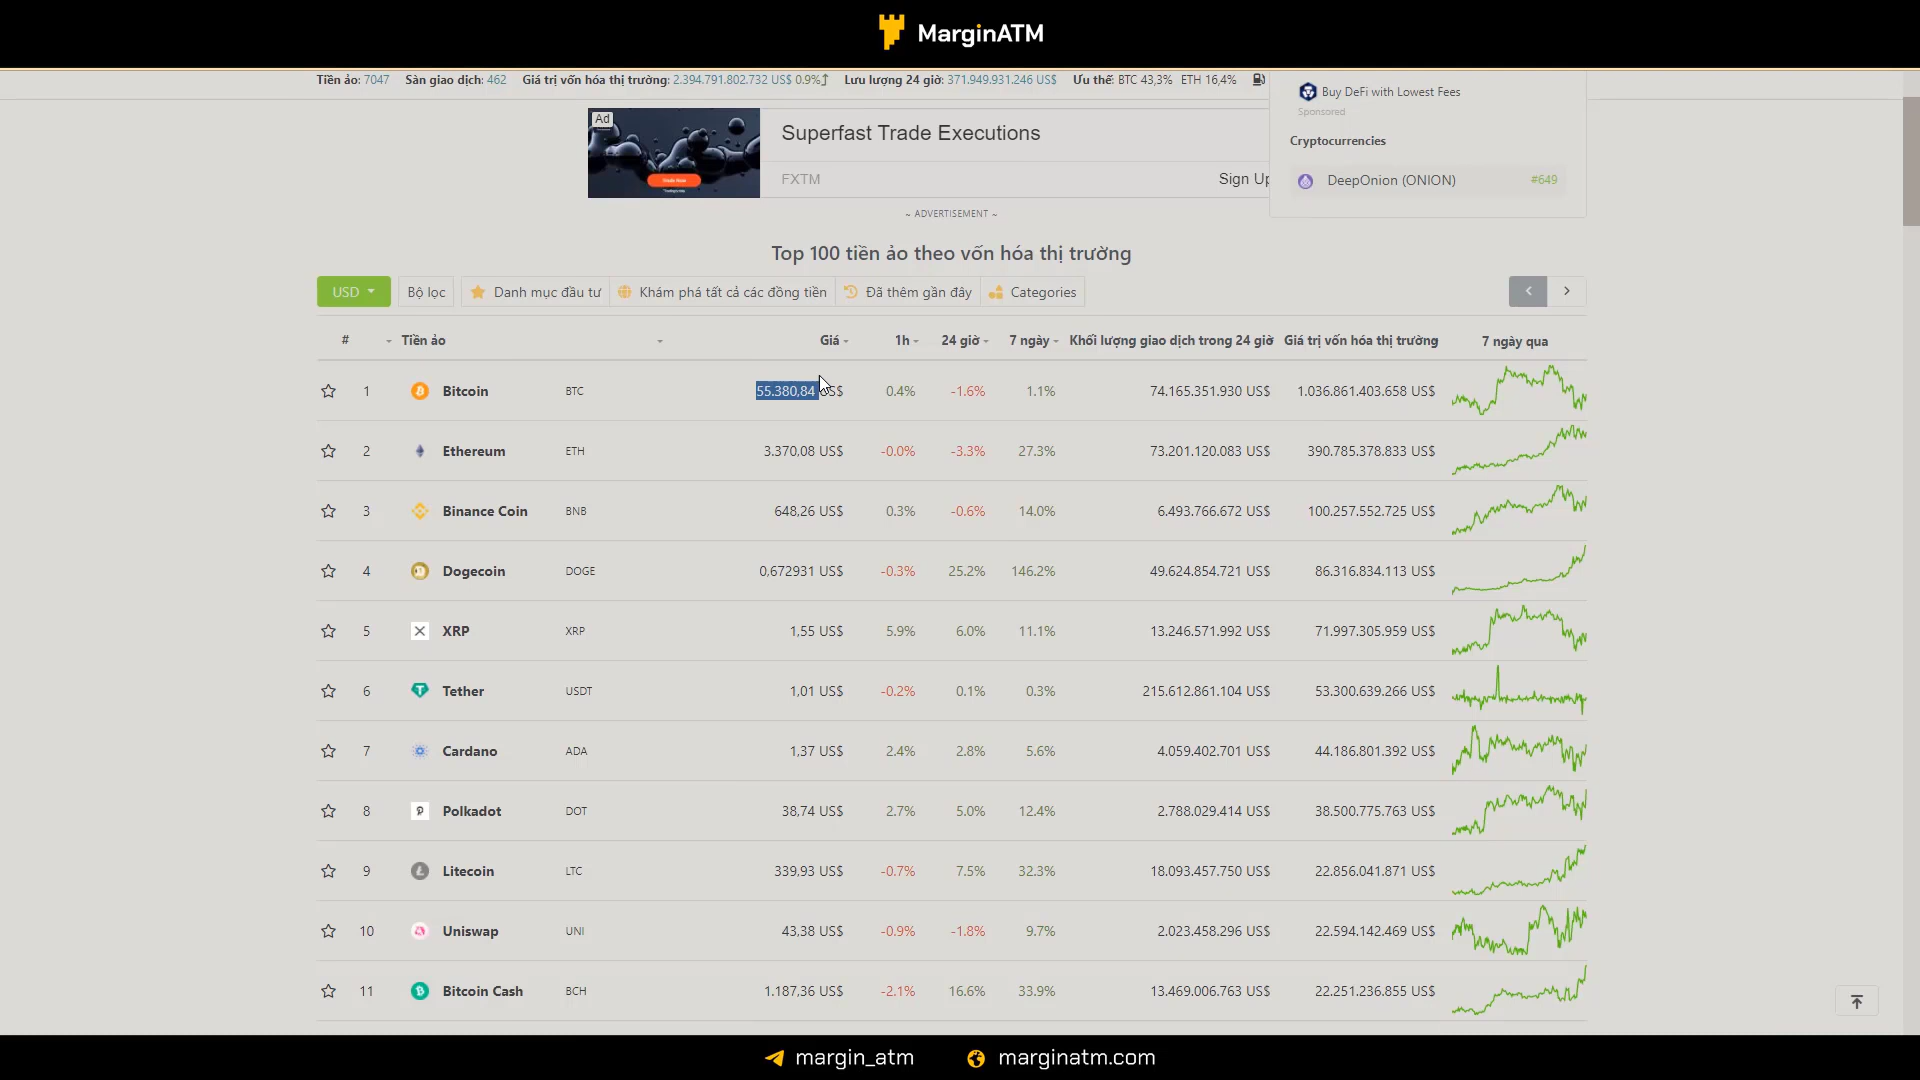 MarginATM
Tiền ảo: 7047 Sàn giao dịch: 462 Giá trị vốn hóa thị trường: 2.394.791.802.732 US$ 0.9% Lưu lượng 24 giờ: 371.949.931.246 US$ Ưu thế: BTC 43,3% ETH 16,4%
Buy DeFi with Lowest Fees
Sponsored
Cryptocurrencies
DeepOnion (ONION) #649
Ad
Superfast Trade Executions
FXTM Sign Up
~ ADVERTISEMENT ~
Top 100 tiền ảo theo vốn hóa thị trường
USD Bộ lọc Danh mục đầu tư Khám phá tất cả các đồng tiền Đã thêm gần đây Categories
# Tiền ảo Giá 1h 24 giờ 7 ngày Khối lượng giao dịch trong 24 giờ Giá trị vốn hóa thị trường 7 ngày qua
1 Bitcoin BTC 55.380,84 US$ 0.4% -1.6% 1.1% 74.165.351.930 US$ 1.036.861.403.658 US$
2 Ethereum ETH 3.370,08 US$ -0.0% -3.3% 27.3% 73.201.120.083 US$ 390.785.378.833 US$
3 Binance Coin BNB 648,26 US$ 0.3% -0.6% 14.0% 6.493.766.672 US$ 100.257.552.725 US$
4 Dogecoin DOGE 0,672931 US$ -0.3% 25.2% 146.2% 49.624.854.721 US$ 86.316.834.113 US$
5 XRP XRP 1,55 US$ 5.9% 6.0% 11.1% 13.246.571.992 US$ 71.997.305.959 US$
6 Tether USDT 1,01 US$ -0.2% 0.1% 0.3% 215.612.861.104 US$ 53.300.639.266 US$
7 Cardano ADA 1,37 US$ 2.4% 2.8% 5.6% 4.059.402.701 US$ 44.186.801.392 US$
8 Polkadot DOT 38,74 US$ 2.7% 5.0% 12.4% 2.788.029.414 US$ 38.500.775.763 US$
9 Litecoin LTC 339,93 US$ -0.7% 7.5% 32.3% 18.093.457.750 US$ 22.856.041.871 US$
10 Uniswap UNI 43,38 US$ -0.9% -1.8% 9.7% 2.023.458.296 US$ 22.594.142.469 US$
11 Bitcoin Cash BCH 1.187,36 US$ -2.1% 16.6% 33.9% 13.469.006.763 US$ 22.251.236.855 US$
margin_atm marginatm.com